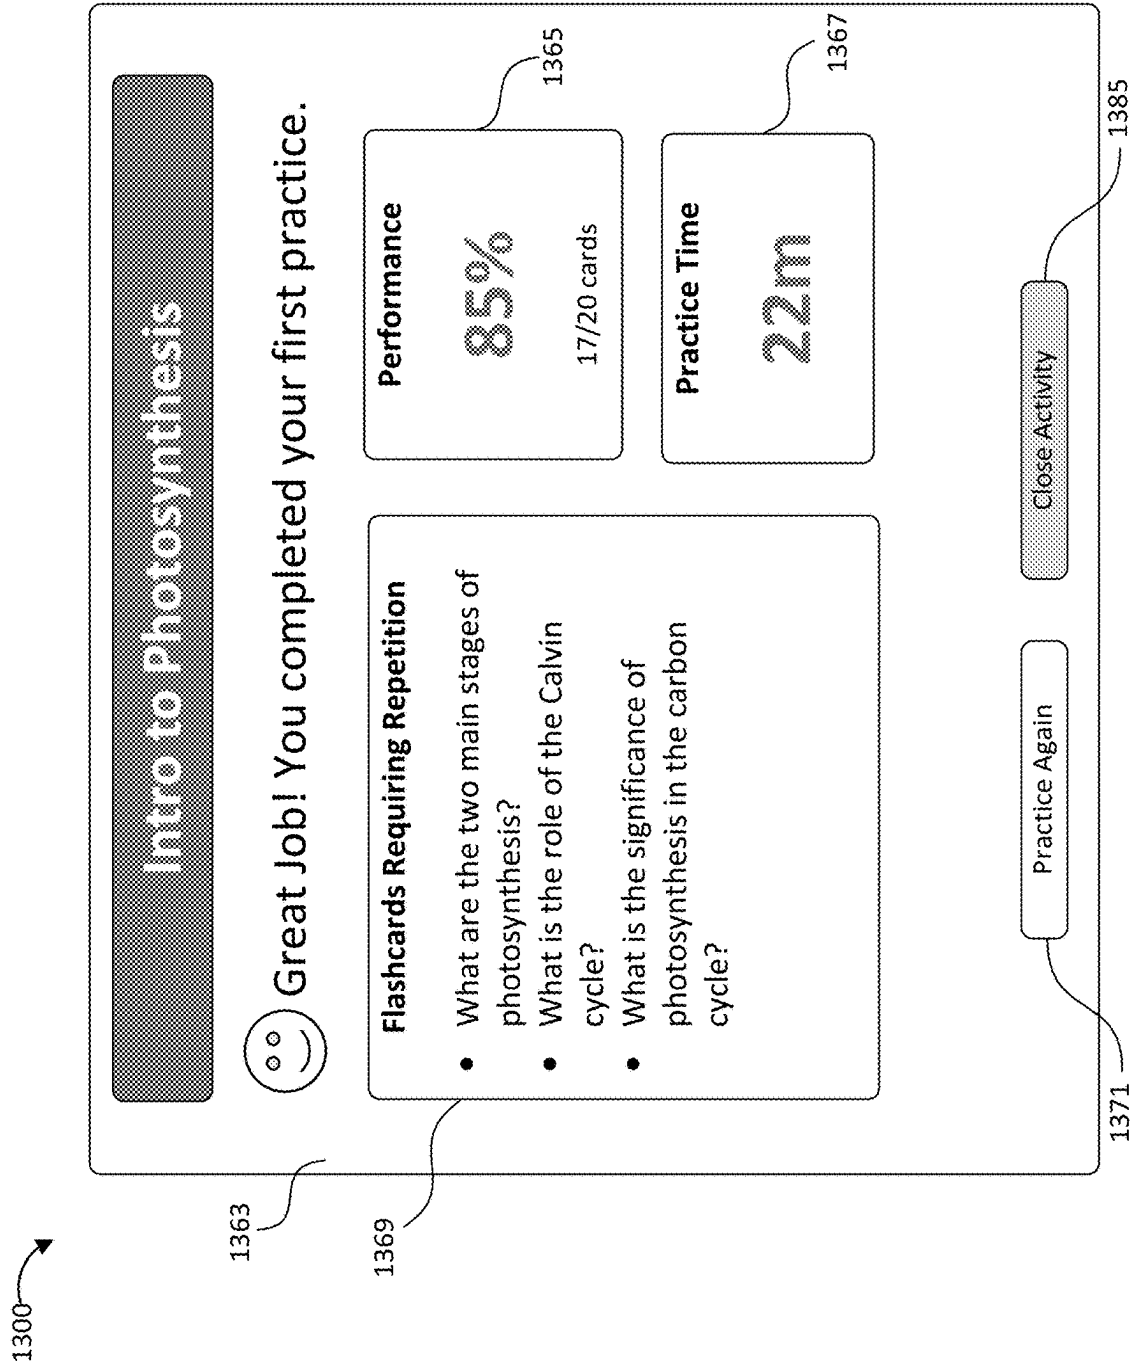 1300
1363
Intro to Photosynthesis
Great Job! You completed your first practice.
1369
Flashcards Requiring Repetition
• What are the two main stages of
photosynthesis?
• What is the role of the Calvin
cycle?
• What is the significance of
photosynthesis in the carbon
cycle?
Performance
85%
17/20 cards
1365
Practice Time
22m
1367
Practice Again
Close Activity
1371
1385